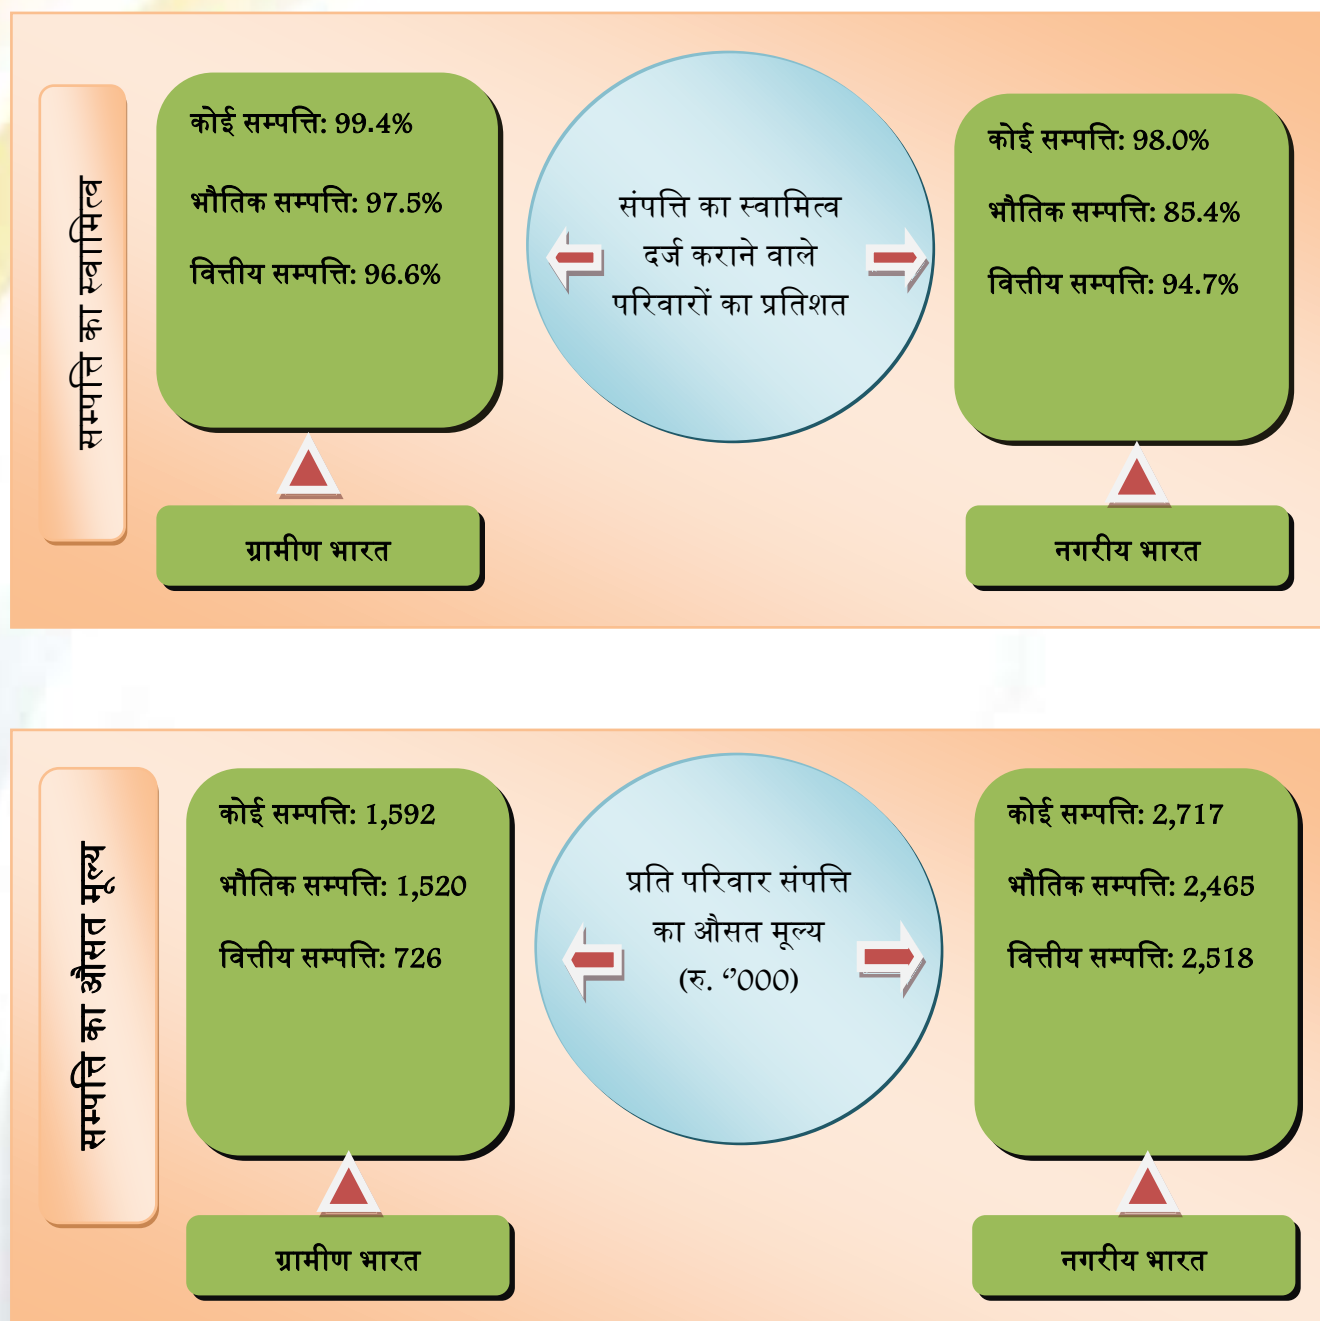 सम्पत्ति का स्वामित्व
कोई सम्पत्ति: 99.4%
भौतिक सम्पत्ति: 97.5%
वित्तीय सम्पत्ति: 96.6%
संपत्ति का स्वामित्व
दर्ज कराने वाले
परिवारों का प्रतिशत
कोई सम्पत्ति: 98.0%
भौतिक सम्पत्ति: 85.4%
वित्तीय सम्पत्ति: 94.7%
ग्रामीण भारत
नगरीय भारत
सम्पत्ति का औसत मूल्य
कोई सम्पत्ति: 1,592
भौतिक सम्पत्ति: 1,520
वित्तीय सम्पत्ति: 726
प्रति परिवार संपत्ति
का औसत मूल्य
(रु. ‘’000)
कोई सम्पत्ति: 2,717
भौतिक सम्पत्ति: 2,465
वित्तीय सम्पत्ति: 2,518
ग्रामीण भारत
नगरीय भारत